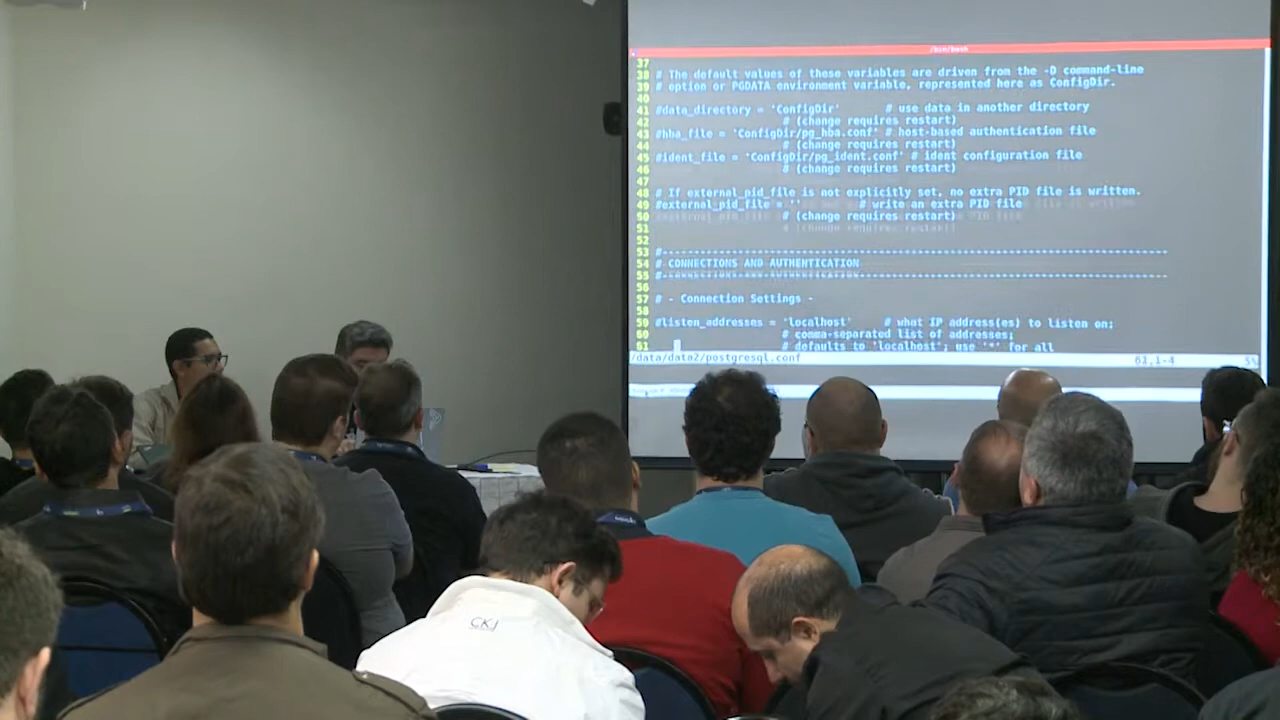 /bin/bash
37
38 # The default values of these variables are driven from the -D command-line
39 # option or PGDATA environment variable, represented here as ConfigDir.
40
41 #data_directory = 'ConfigDir' # use data in another directory
42 # (change requires restart)
43 #hba_file = 'ConfigDir/pg_hba.conf' # host-based authentication file
44 # (change requires restart)
45 #ident_file = 'ConfigDir/pg_ident.conf' # ident configuration file
46 # (change requires restart)
47
48 # If external_pid_file is not explicitly set, no extra PID file is written.
49 #external_pid_file = '' # write an extra PID file
50 # (change requires restart)
51
52
53 #------------------------------------------------------------------------------
54 # CONNECTIONS AND AUTHENTICATION
55 #------------------------------------------------------------------------------
56
57 # - Connection Settings -
58
59 #listen_addresses = 'localhost' # what IP address(es) to listen on;
60 # comma-separated list of addresses;
61 # defaults to 'localhost'; use '*' for all
/data/data2/postgresql.conf 61,1-4 5%
CKJ